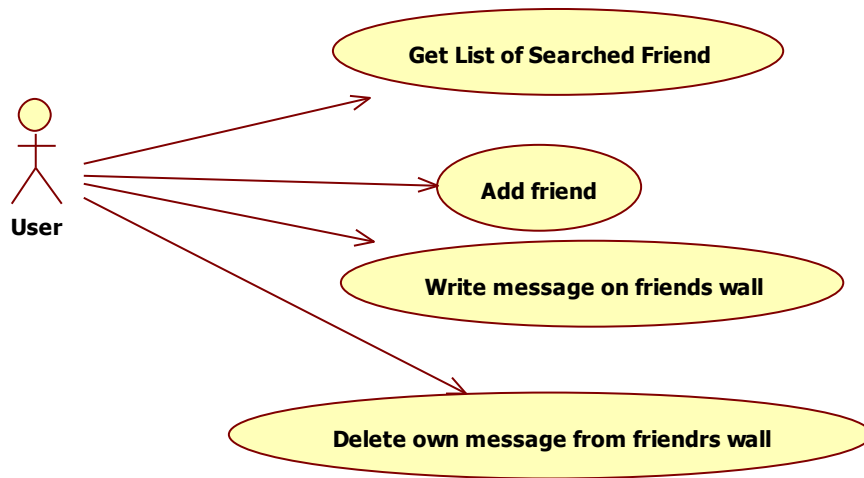 Get List of Searched Friend
Add friend
User
Write message on friends wall
Delete own message from friendrs wall